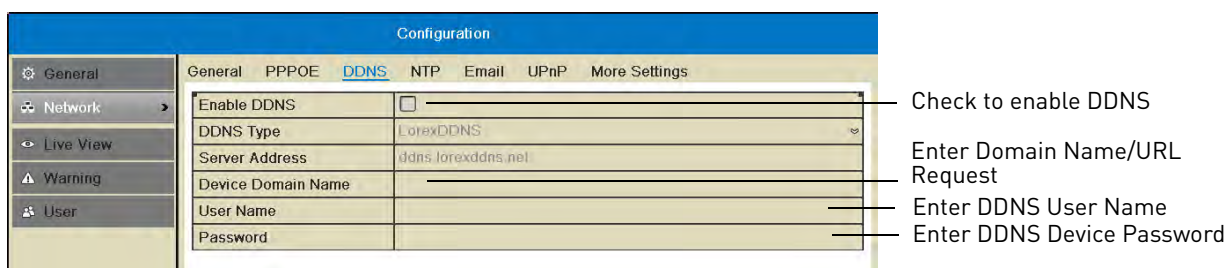 Configuration
General
Network
Live View
Warning
User
General PPPOE DDNS NTP Email UPnP More Settings
Enable DDNS
DDNS Type LorexDDNS
Server Address ddns.lorexddns.net
Device Domain Name
User Name
Password
Check to enable DDNS
Enter Domain Name/URL
Request
Enter DDNS User Name
Enter DDNS Device Password